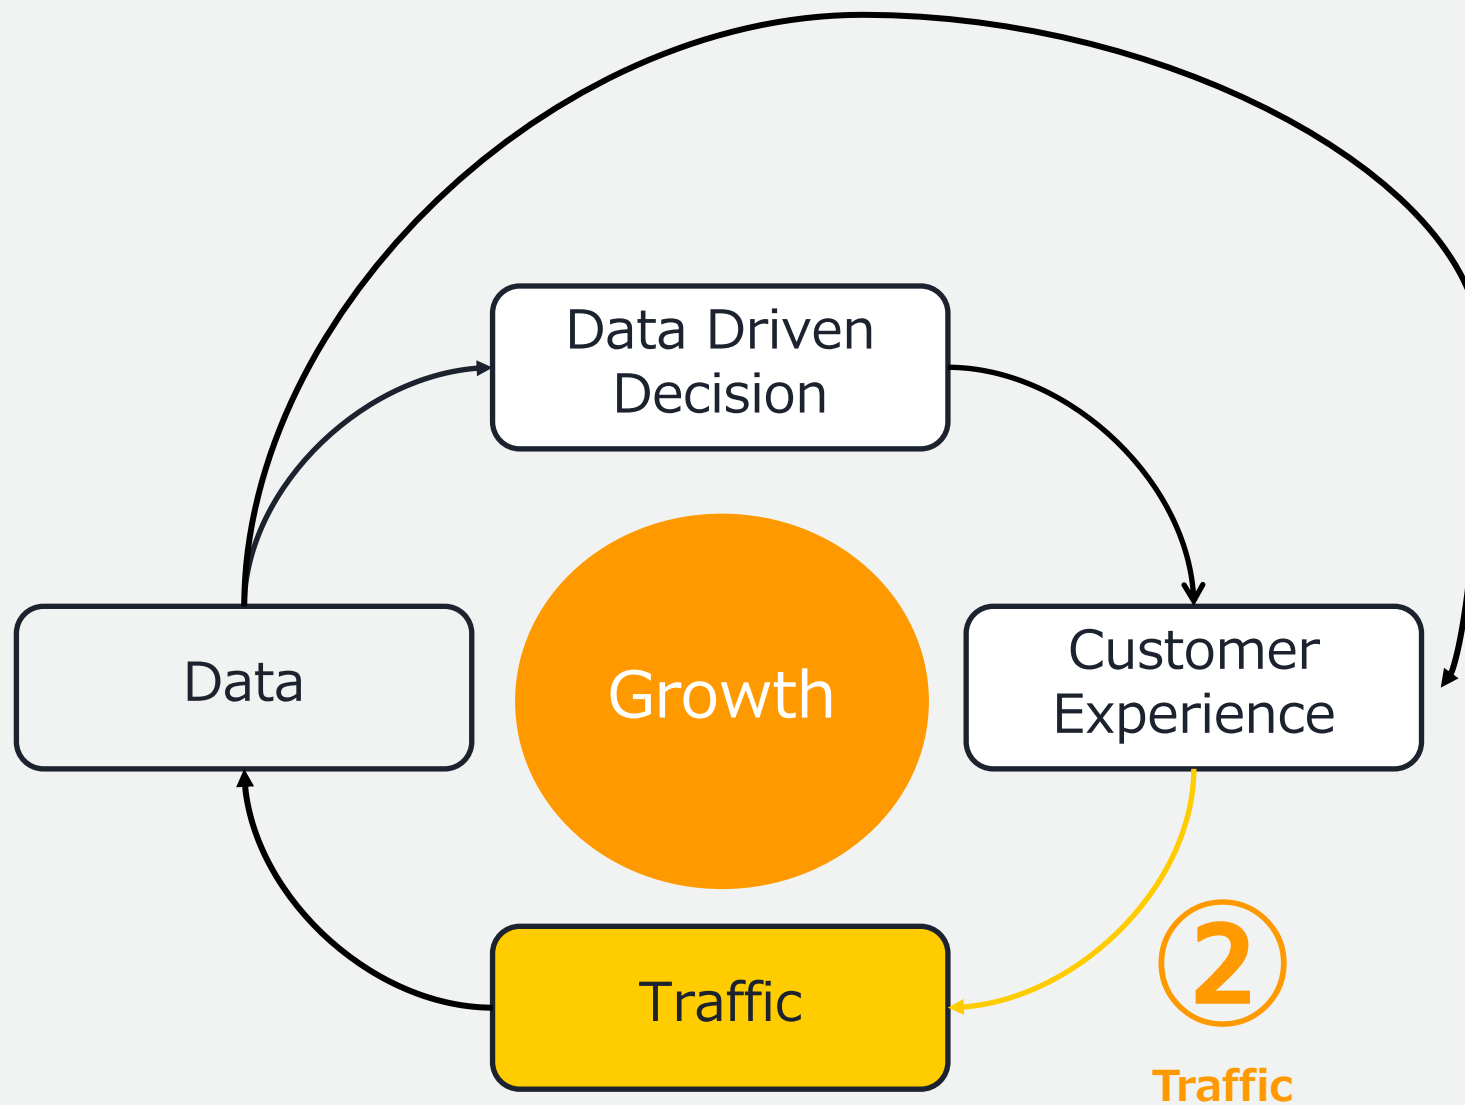 Data Driven
Decision
Data
Growth
Customer
Experience
Traffic
②
Traffic